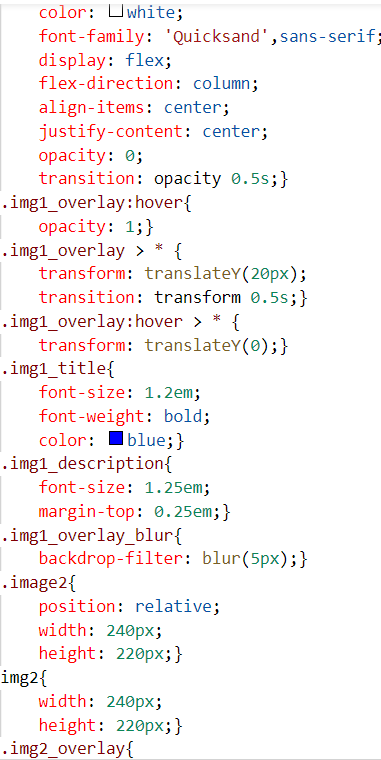 color: white;
font-family: 'Quicksand',sans-serif;
display: flex;
flex-direction: column;
align-items: center;
justify-content: center;
opacity: 0;
transition: opacity 0.5s;}
.img1_overlay:hover{
opacity: 1;}
.img1_overlay > * {
transform: translateY(20px);
transition: transform 0.5s;}
.img1_overlay:hover > * {
transform: translateY(0);}
.img1_title{
font-size: 1.2em;
font-weight: bold;
color: blue;}
.img1_description{
font-size: 1.25em;
margin-top: 0.25em;}
.img1_overlay_blur{
backdrop-filter: blur(5px);}
.image2{
position: relative;
width: 240px;
height: 220px;}
img2{
width: 240px;
height: 220px;}
.img2_overlay{